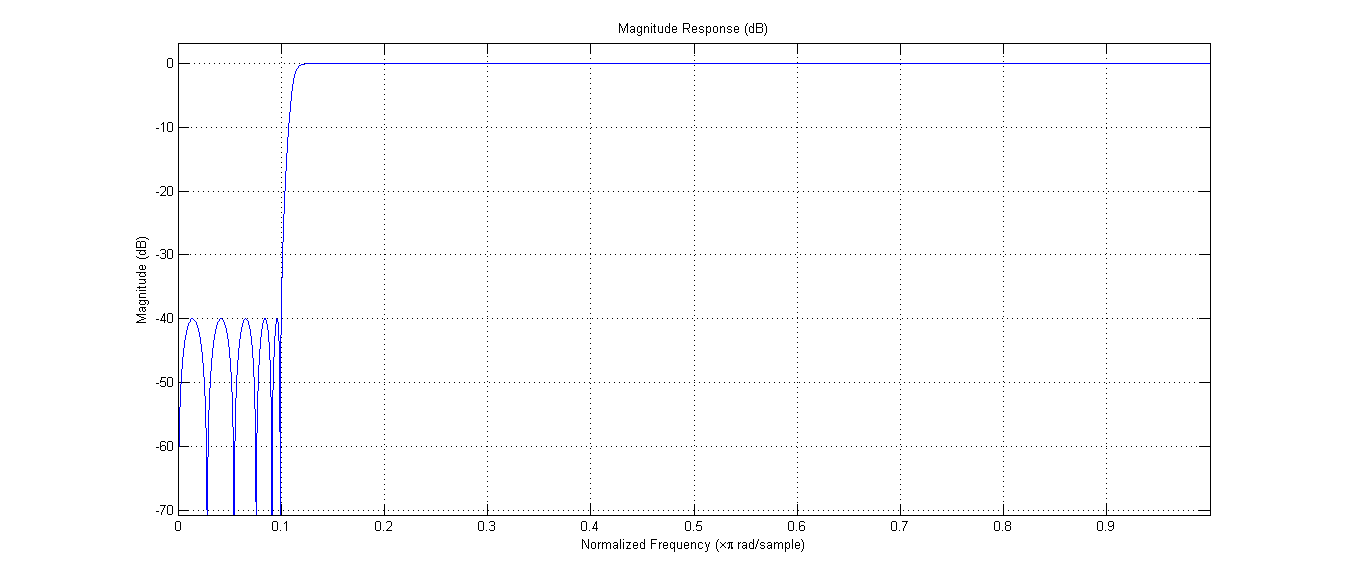 Magnitude Response (dB)
Magnitude (dB)
0
-10
-20
-30
-40
-50
-60
-70
0 0.1 0.2 0.3 0.4 0.5 0.6 0.7 0.8 0.9
Normalized Frequency (×π rad/sample)